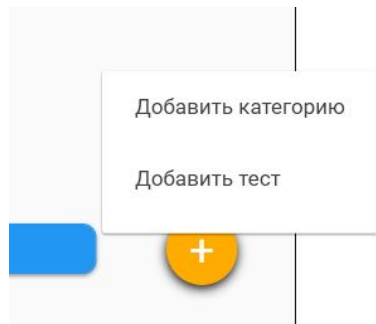 Добавить категорию
Добавить тест
+